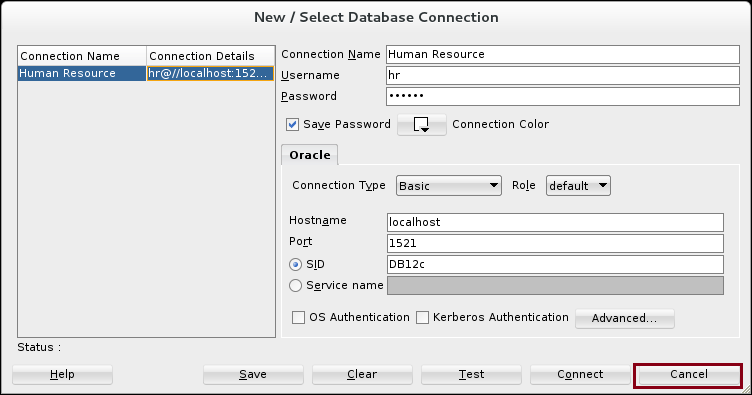 New / Select Database Connection
Connection Name Connection Details
Human Resource hr@//localhost:152...
Connection Name Human Resource
Username hr
Password ••••••
Save Password Connection Color
Oracle
Connection Type Basic Role default
Hostname localhost
Port 1521
SID DB12c
Service name
OS Authentication Kerberos Authentication Advanced...
Status :
Help Save Clear Test Connect Cancel